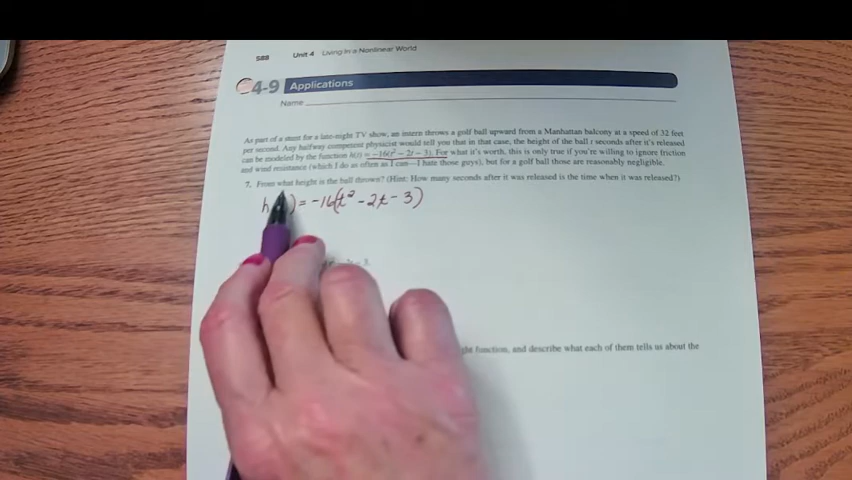 588 Unit 4 Living in a Nonlinear World
4-9 Applications
Name
As part of a stunt for a late-night TV show, an intern throws a golf ball upward from a Manhattan balcony at a speed of 32 feet
per second. Any halfway competent physicist would tell you that in that case, the height of the ball t seconds after it's released
can be modeled by the function h(t) = −16(t² − 2t − 3). For what it's worth, this is only true if you're willing to ignore friction
and wind resistance (which I do as often as I can—I hate those guys), but for a golf ball those are reasonably negligible.
7. From what height is the ball thrown? (Hint: How many seconds after it was released is the time when it was released?)
h ) = -16(t² - 2t - 3)
ght function, and describe what each of them tells us about the